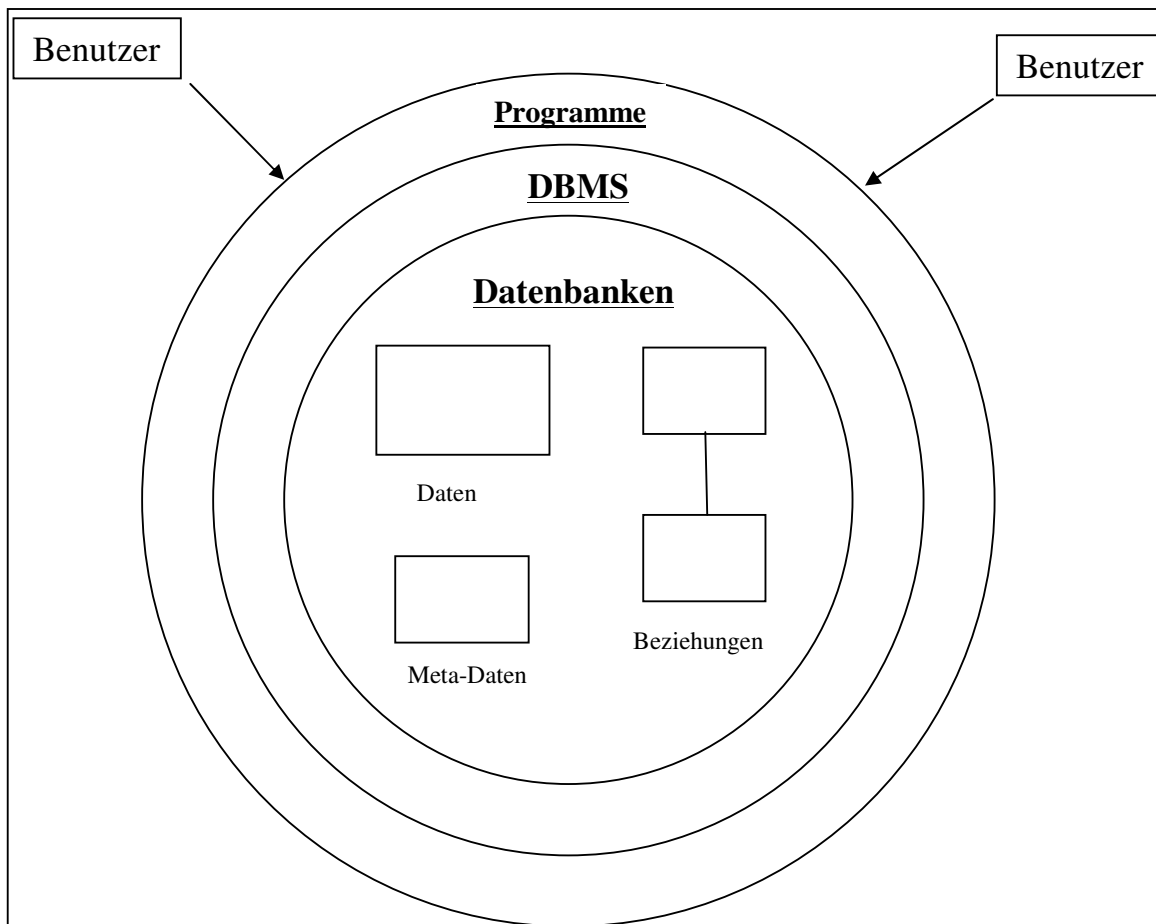 Benutzer
Benutzer
Programme
DBMS
Datenbanken
Daten
Beziehungen
Meta-Daten